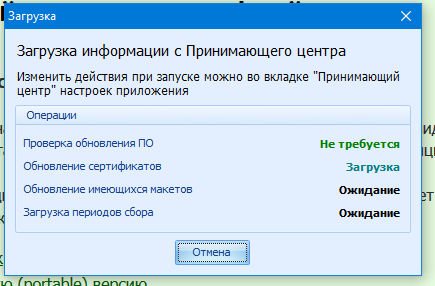 Загрузка
Загрузка информации с Принимающего центра
Изменить действия при запуске можно во вкладке "Принимающий
центр" настроек приложения
Операции
Проверка обновления ПО Не требуется
Обновление сертификатов Загрузка
Обновление имеющихся макетов Ожидание
Загрузка периодов сбора Ожидание
Отмена
(portable) версию